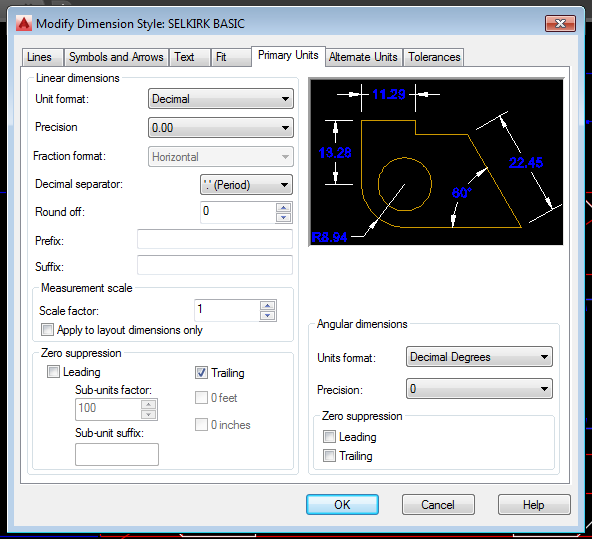 Modify Dimension Style: SELKIRK BASIC
Lines Symbols and Arrows Text Fit Primary Units Alternate Units Tolerances
Linear dimensions
Unit format: Decimal
Precision 0.00
Fraction format: Horizontal
Decimal separator: '.' (Period)
Round off: 0
Prefix:
Suffix:
Measurement scale
Scale factor: 1
Apply to layout dimensions only
Zero suppression
Leading Trailing
Sub-units factor: 0 feet
100
Sub-unit suffix: 0 inches
11.29
13.28
22.45
60°
R8.94
Angular dimensions
Units format: Decimal Degrees
Precision: 0
Zero suppression
Leading
Trailing
OK Cancel Help